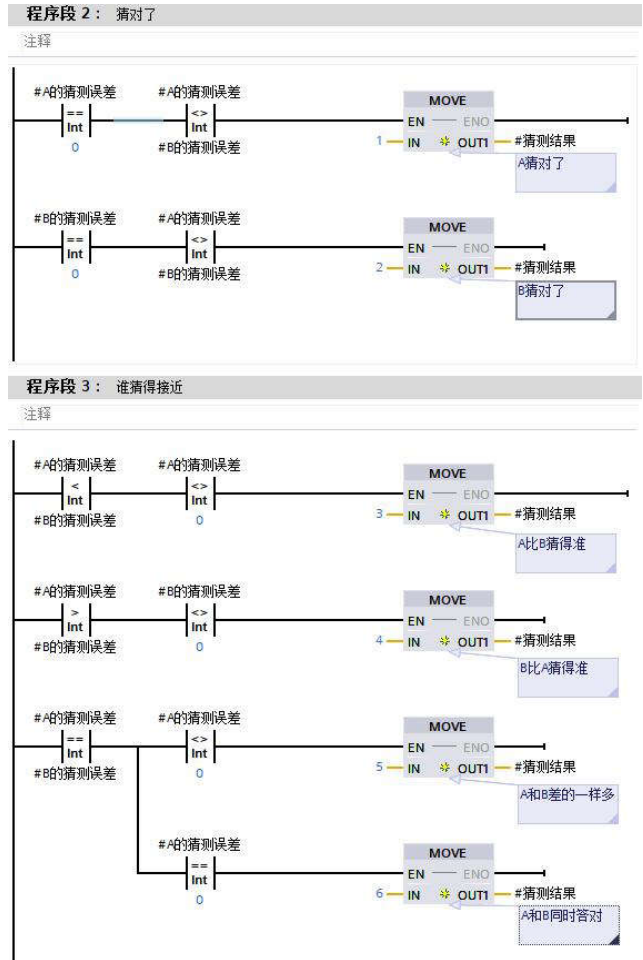 程序段 2： 猜对了
注释
#A的猜测误差 #A的猜测误差
MOVE
== <>
EN ENO
Int Int
1 IN OUT1 #猜测结果
0 #B的猜测误差
A猜对了
#B的猜测误差 #A的猜测误差
MOVE
== <>
EN ENO
Int Int
2 IN OUT1 #猜测结果
0 #B的猜测误差
B猜对了
程序段 3： 谁猜得接近
注释
#A的猜测误差 #A的猜测误差
MOVE
< <>
EN ENO
Int Int
3 IN OUT1 #猜测结果
#B的猜测误差 0
A比B猜得准
#A的猜测误差 #B的猜测误差
MOVE
> <>
EN ENO
Int Int
4 IN OUT1 #猜测结果
#B的猜测误差 0
B比A猜得准
#A的猜测误差 #A的猜测误差
MOVE
== <>
EN ENO
Int Int
5 IN OUT1 #猜测结果
#B的猜测误差 0
A和B差的一样多
#A的猜测误差
MOVE
==
EN ENO
Int
6 IN OUT1 #猜测结果
0
A和B同时答对